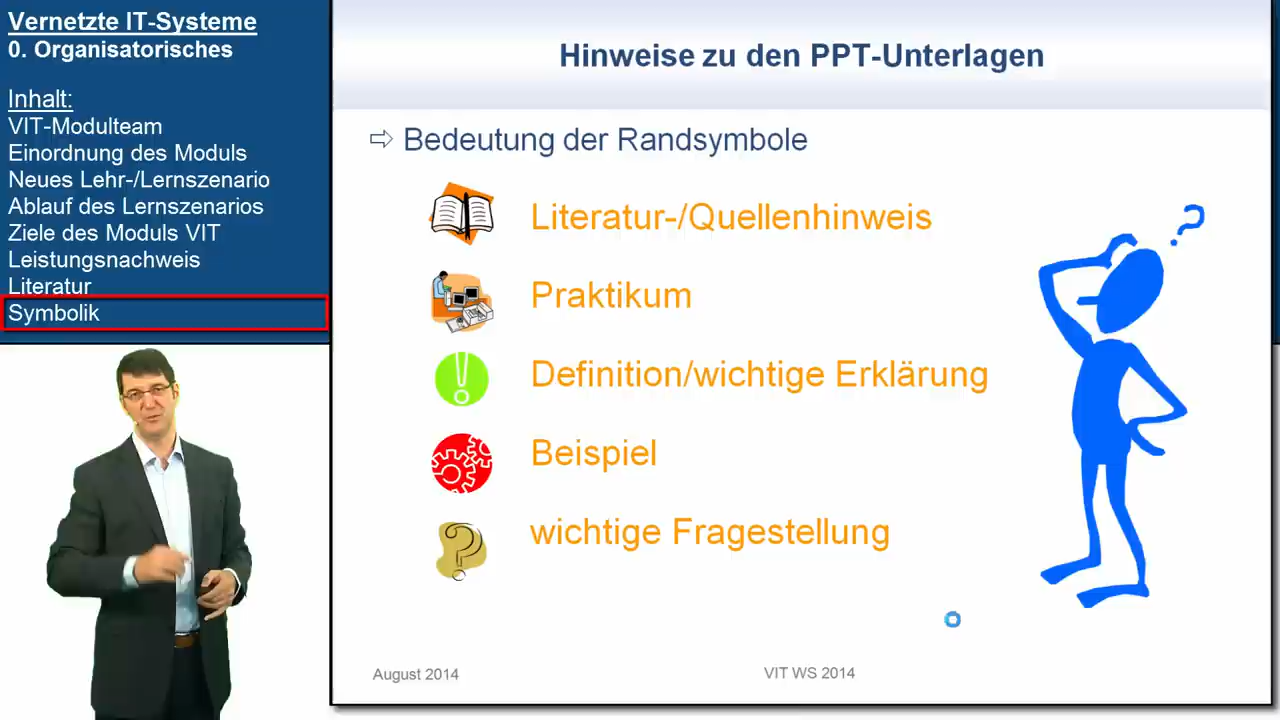 Vernetzte IT-Systeme
0. Organisatorisches
Inhalt:
VIT-Modulteam
Einordnung des Moduls
Neues Lehr-/Lernszenario
Ablauf des Lernszenarios
Ziele des Moduls VIT
Leistungsnachweis
Literatur
Symbolik
Hinweise zu den PPT-Unterlagen
⇨ Bedeutung der Randsymbole
Literatur-/Quellenhinweis
Praktikum
Definition/wichtige Erklärung
Beispiel
wichtige Fragestellung
August 2014
VIT WS 2014